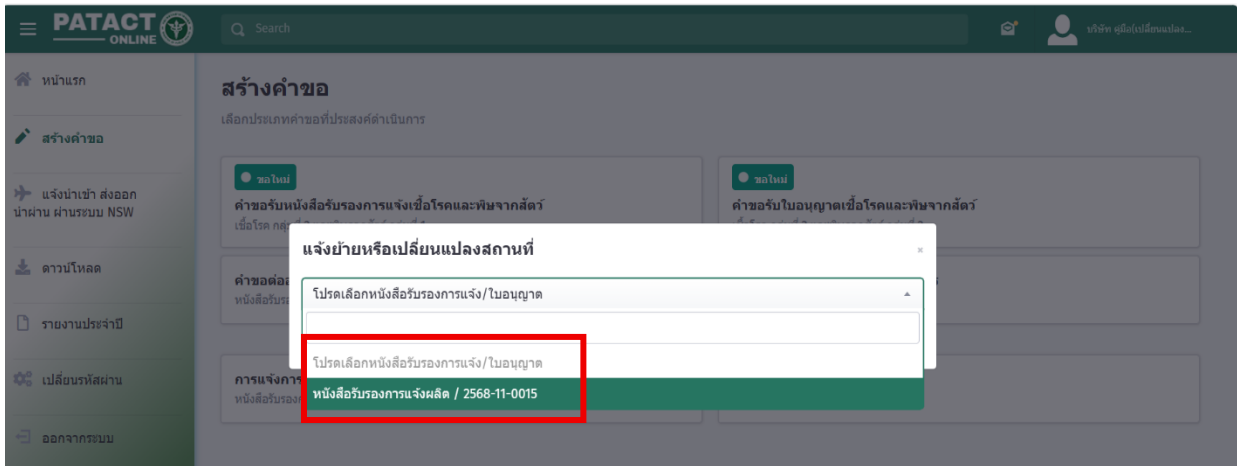 PATACT
ONLINE
Search
บริษัท คู่มือ(เปลี่ยนแปลง...
หน้าแรก
สร้างคำขอ
แจ้งนำเข้า ส่งออก
นำผ่าน ผ่านระบบ NSW
ดาวน์โหลด
รายงานประจำปี
เปลี่ยนรหัสผ่าน
ออกจากระบบ
สร้างคำขอ
เลือกประเภทคำขอที่ประสงค์ดำเนินการ
ขอใหม่
คำขอรับหนังสือรับรองการแจ้งเชื้อโรคและพิษจากสัตว์
ขอใหม่
คำขอรับใบอนุญาตเชื้อโรคและพิษจากสัตว์
เชื้อโรค
คำขอต่ออ
หนังสือรับรอ
การแจ้งการ
หนังสือรับรอง
แจ้งย้ายหรือเปลี่ยนแปลงสถานที่
×
โปรดเลือกหนังสือรับรองการแจ้ง/ใบอนุญาต
โปรดเลือกหนังสือรับรองการแจ้ง/ใบอนุญาต
หนังสือรับรองการแจ้งผลิต / 2568-11-0015